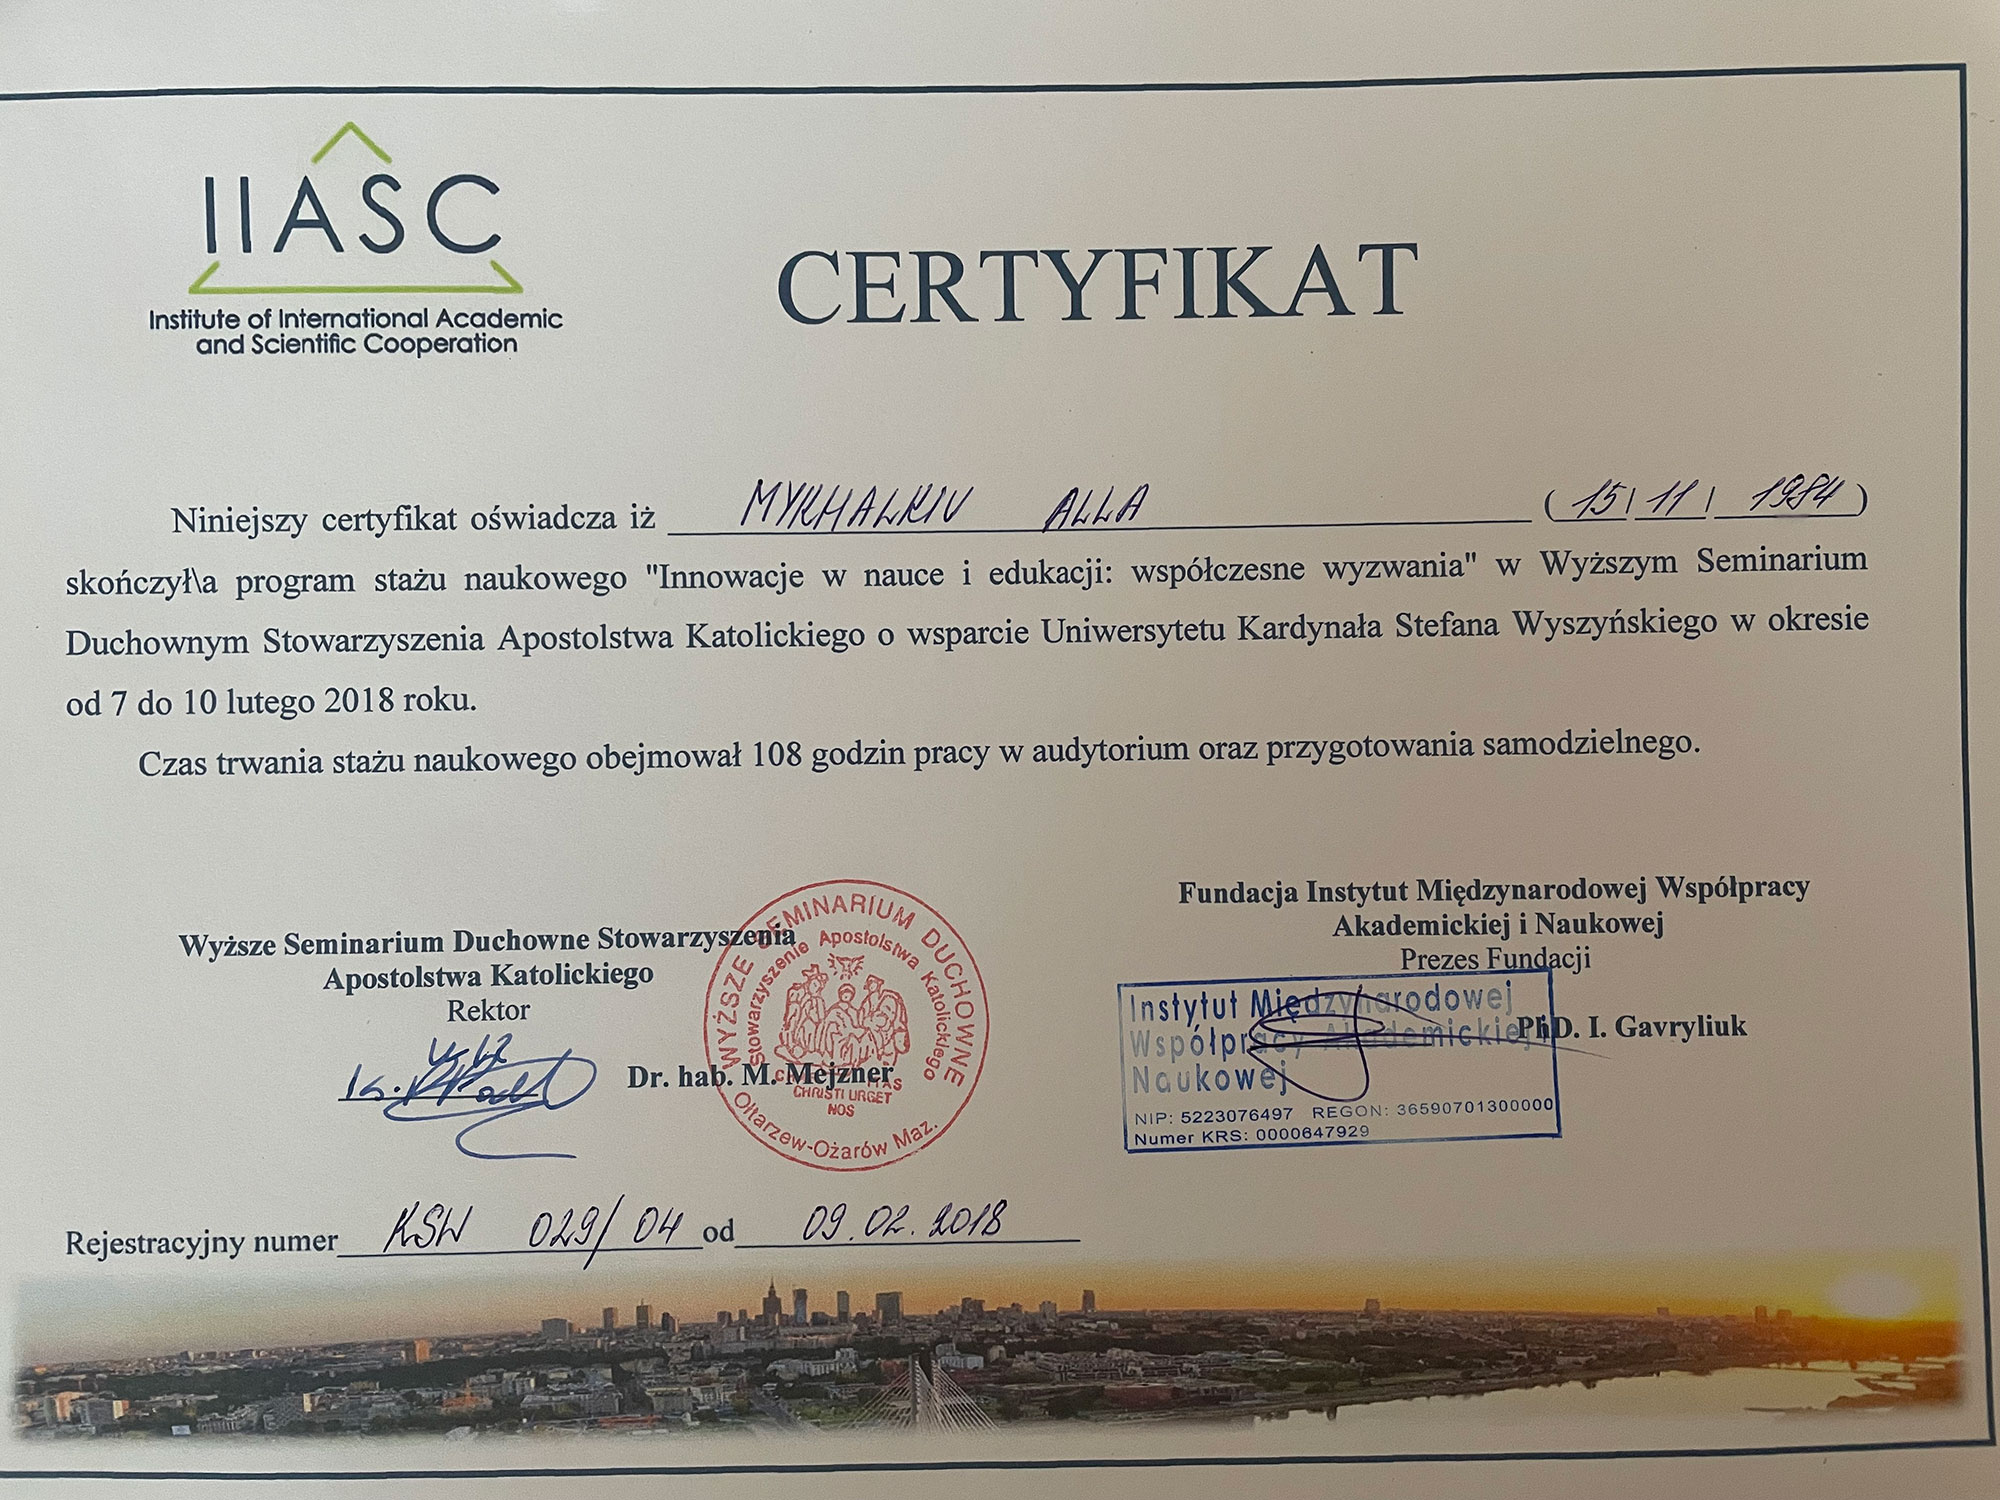 IIASC
Institute of International Academic
and Scientific Cooperation
CERTYFIKAT
Niniejszy certyfikat oświadcza iż MYKHALKIV ALLA (15/11/1984)
skończył\a program stażu naukowego "Innowacje w nauce i edukacji: współczesne wyzwania" w Wyższym Seminarium
Duchownym Stowarzyszenia Apostolstwa Katolickiego o wsparcie Uniwersytetu Kardynała Stefana Wyszyńskiego w okresie
od 7 do 10 lutego 2018 roku.
Czas trwania stażu naukowego obejmował 108 godzin pracy w audytorium oraz przygotowania samodzielnego.
Wyższe Seminarium Duchowne Stowarzyszenia
Apostolstwa Katolickiego
Rektor
Dr. hab. M. Mejzner
WYŻSZE SEMINARIUM DUCHOWNE
Stowarzyszenie Apostolstwa Katolickiego
CHRISTI URGET
NOS
Ołtarzew-Ożarów Maz.
Fundacja Instytut Międzynarodowej Współpracy
Akademickiej i Naukowej
Prezes Fundacji
PhD. I. Gavryliuk
Instytut Międzynarodowej
Współpracy Akademickiej
Naukowej
NIP: 5223076497 REGON: 36590701300000
Numer KRS: 0000647929
Rejestracyjny numer KSW 029/04 od 09.02.2018